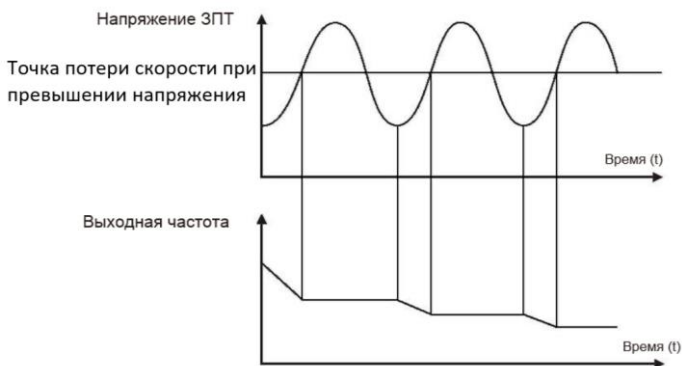 Напряжение ЗПТ
Точка потери скорости при
превышении напряжения
Время (t)
Выходная частота
Время (t)